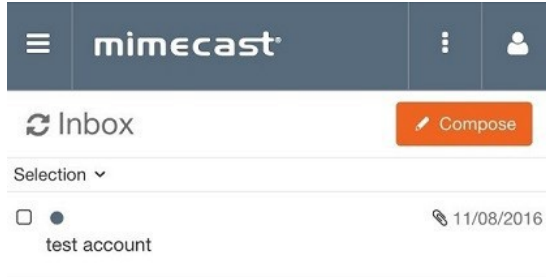 mimecast
Inbox
Compose
Selection
11/08/2016
test account